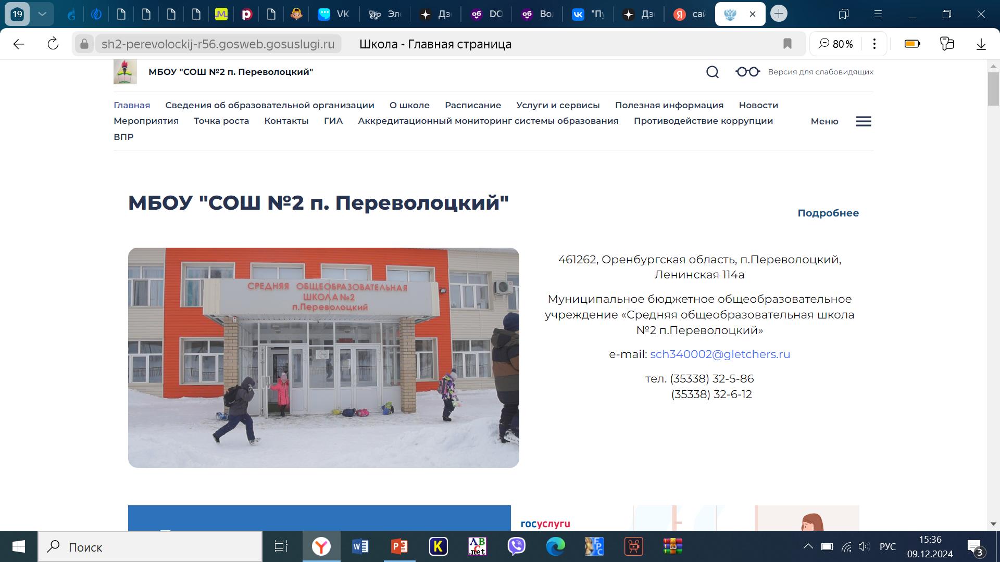 19
VK
Эле
Дз
DO
Во
"Пу
Дзе
сай
sh2-perevolockij-r56.gosweb.gosuslugi.ru Школа - Главная страница
80 %
МБОУ "СОШ №2 п. Переволоцкий"
Версия для слабовидящих
Главная Сведения об образовательной организации О школе Расписание Услуги и сервисы Полезная информация Новости
Мероприятия Точка роста Контакты ГИА Аккредитационный мониторинг системы образования Противодействие коррупции
Меню
ВПР
МБОУ "СОШ №2 п. Переволоцкий"
Подробнее
СРЕДНЯЯ ОБЩЕОБРАЗОВАТЕЛЬНАЯ
ШКОЛА №2
п.Переволоцкий
461262, Оренбургская область, п.Переволоцкий,
Ленинская 114а
Муниципальное бюджетное общеобразовательное
учреждение «Средняя общеобразовательная школа
№2 п.Переволоцкий»
e-mail: sch340002@gletchers.ru
тел. (35338) 32-5-86
(35338) 32-6-12
госуслуги
Поиск
РУС
15:36
09.12.2024
3